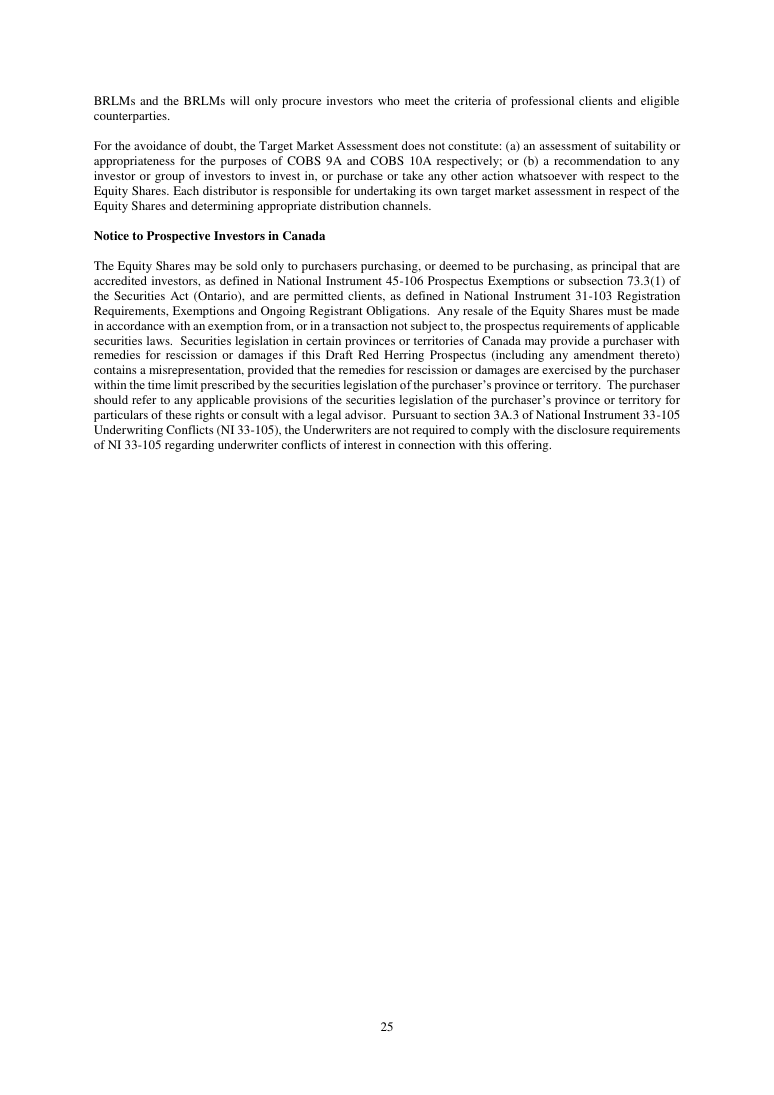 BRLMs and the BRLMs will only procure investors who meet the criteria of professional clients and eligible
counterparties.
For the avoidance of doubt, the Target Market Assessment does not constitute: (a) an assessment of suitability or
appropriateness for the purposes of COBS 9A and COBS 10A respectively; or (b) a recommendation to any
investor or group of investors to invest in, or purchase or take any other action whatsoever with respect to the
Equity Shares. Each distributor is responsible for undertaking its own target market assessment in respect of the
Equity Shares and determining appropriate distribution channels.
Notice to Prospective Investors in Canada
The Equity Shares may be sold only to purchasers purchasing, or deemed to be purchasing, as principal that are
accredited investors, as defined in National Instrument 45-106 Prospectus Exemptions or subsection 73.3(1) of
the Securities Act (Ontario), and are permitted clients, as defined in National Instrument 31-103 Registration
Requirements, Exemptions and Ongoing Registrant Obligations. Any resale of the Equity Shares must be made
in accordance with an exemption from, or in a transaction not subject to, the prospectus requirements of applicable
securities laws. Securities legislation in certain provinces or territories of Canada may provide a purchaser with
remedies for rescission or damages if this Draft Red Herring Prospectus (including any amendment thereto)
contains a misrepresentation, provided that the remedies for rescission or damages are exercised by the purchaser
within the time limit prescribed by the securities legislation of the purchaser’s province or territory. The purchaser
should refer to any applicable provisions of the securities legislation of the purchaser’s province or territory for
particulars of these rights or consult with a legal advisor. Pursuant to section 3A.3 of National Instrument 33-105
Underwriting Conflicts (NI 33-105), the Underwriters are not required to comply with the disclosure requirements
of NI 33-105 regarding underwriter conflicts of interest in connection with this offering.
25